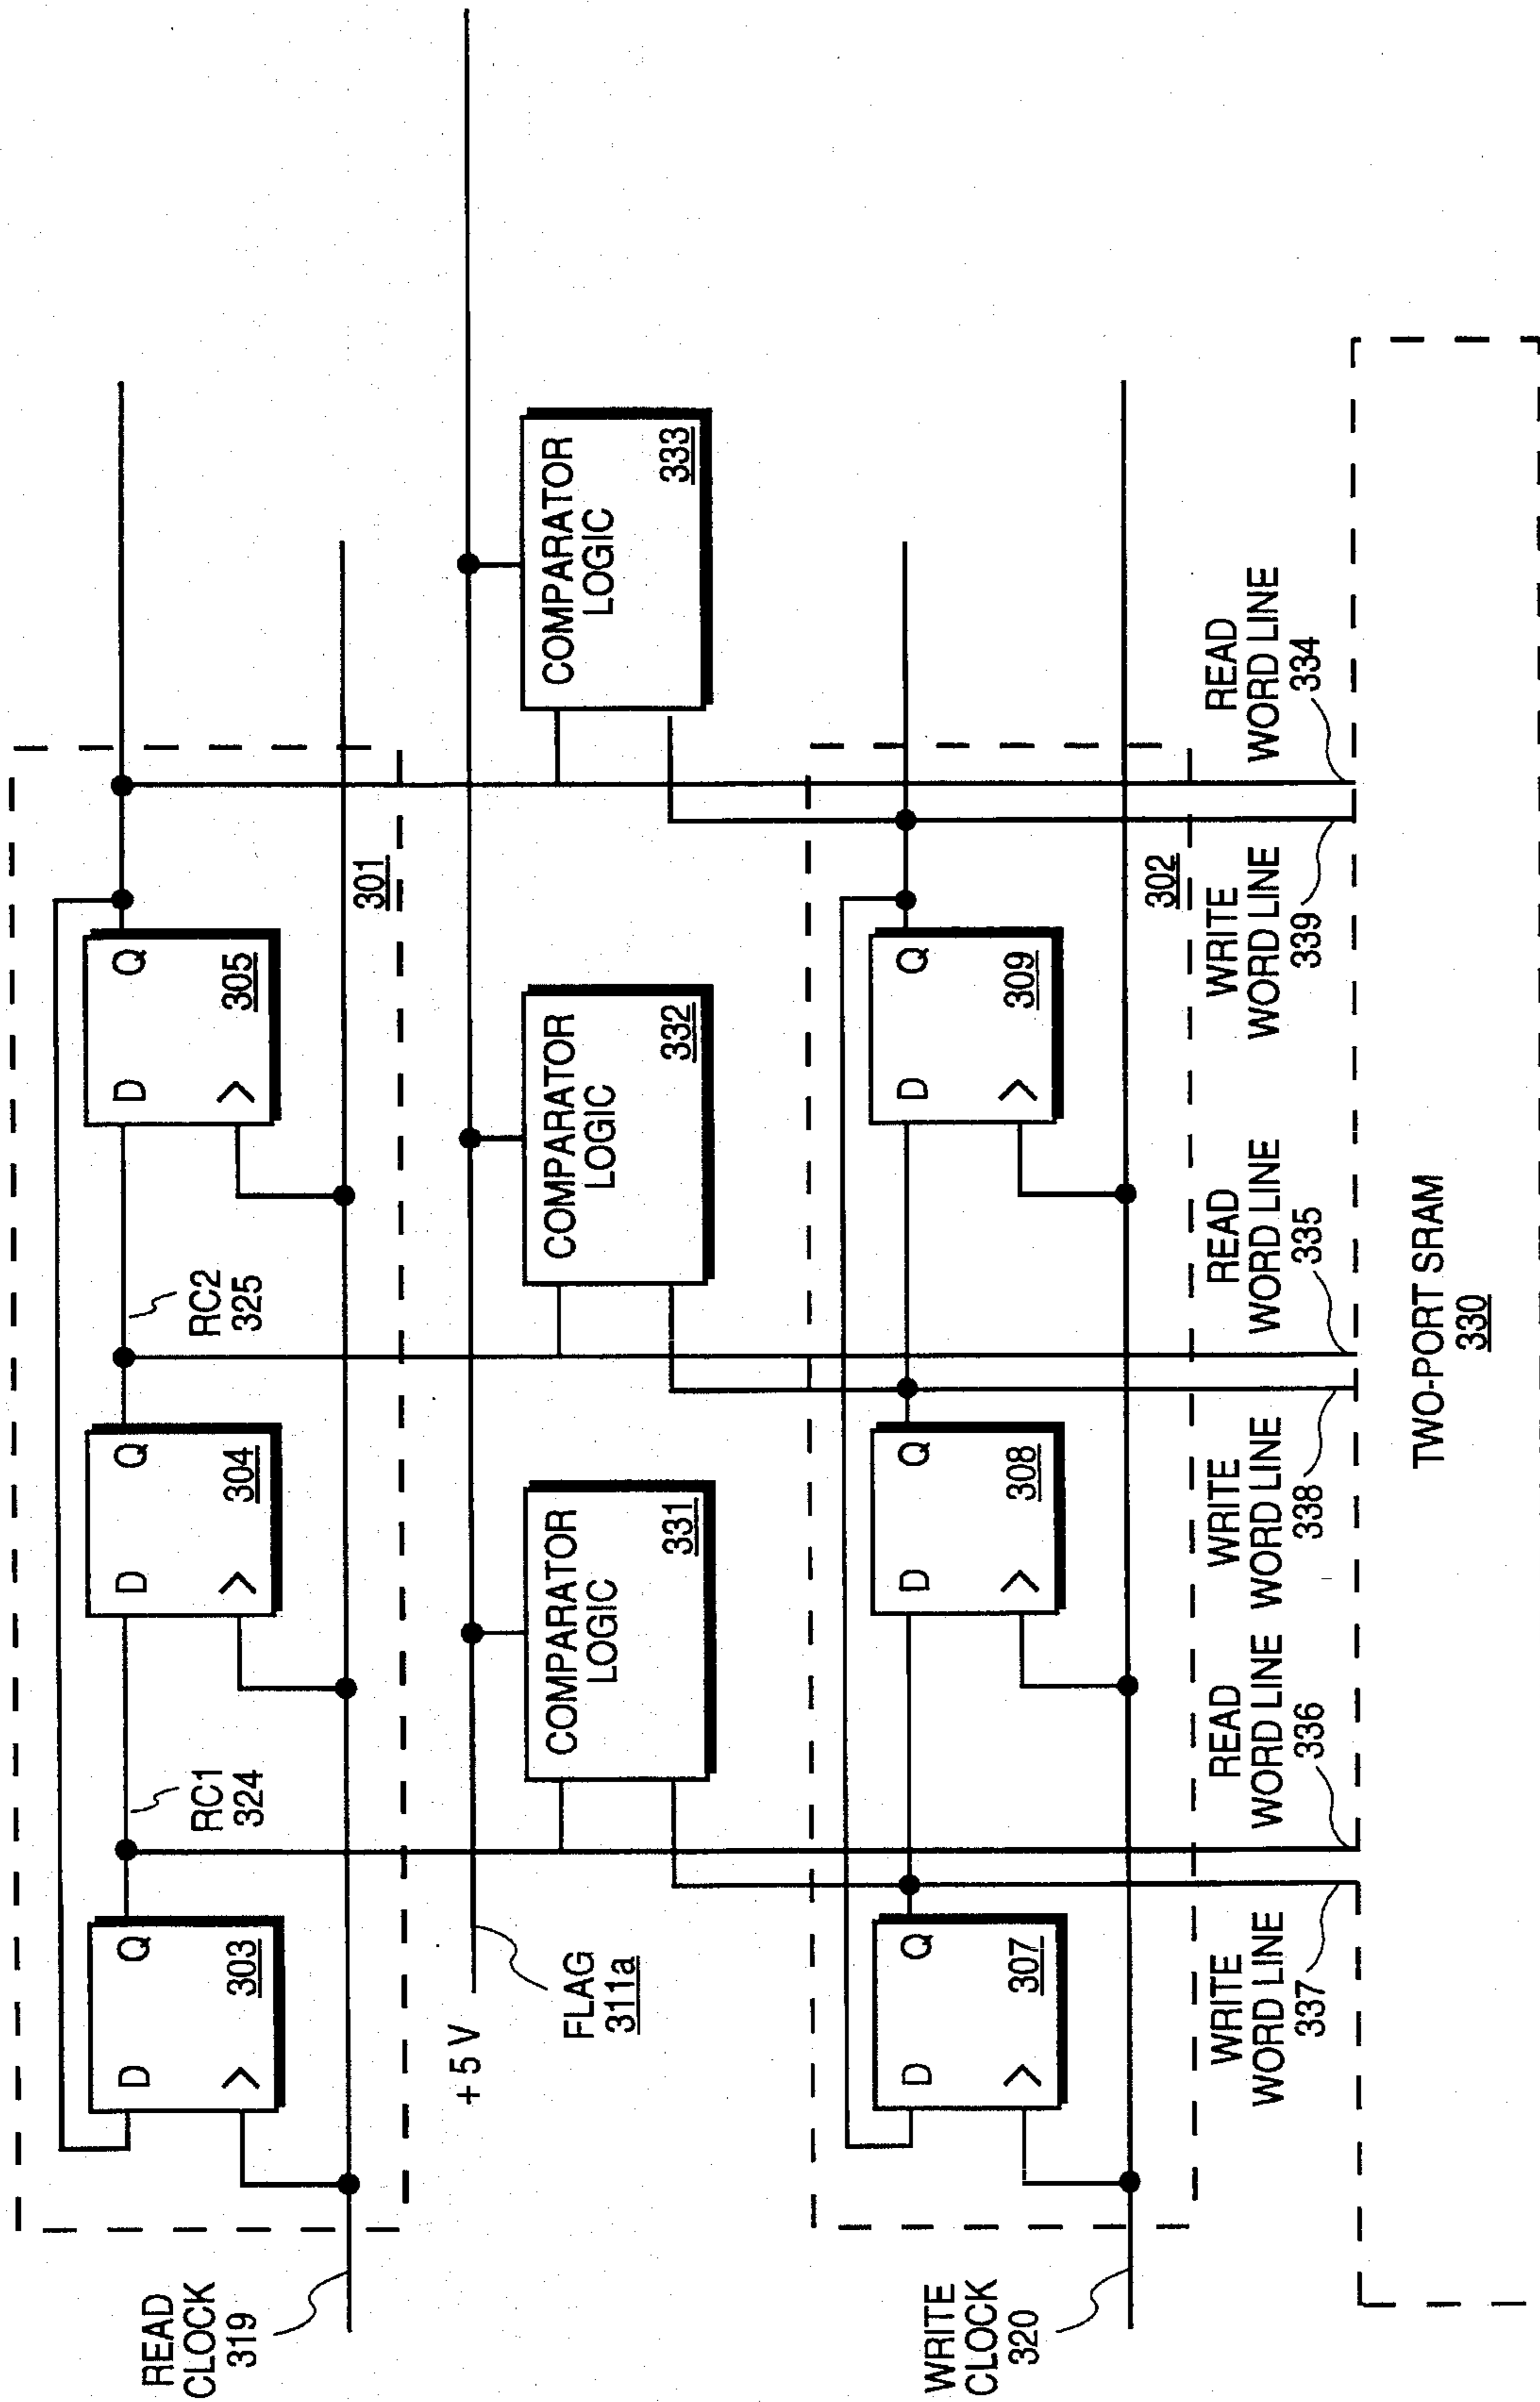 READ
CLOCK
319
D
Q
303
RC1
324
D
Q
304
RC2
325
D
Q
305
301
+ 5 V
FLAG
311a
COMPARATOR
LOGIC
331
COMPARATOR
LOGIC
332
COMPARATOR
LOGIC
333
WRITE
CLOCK
320
D
Q
307
D
Q
308
D
Q
309
302
WRITE
WORD LINE
337
READ
WORD LINE
336
WRITE
WORD LINE
338
READ
WORD LINE
335
WRITE
WORD LINE
339
READ
WORD LINE
334
TWO-PORT SRAM
330